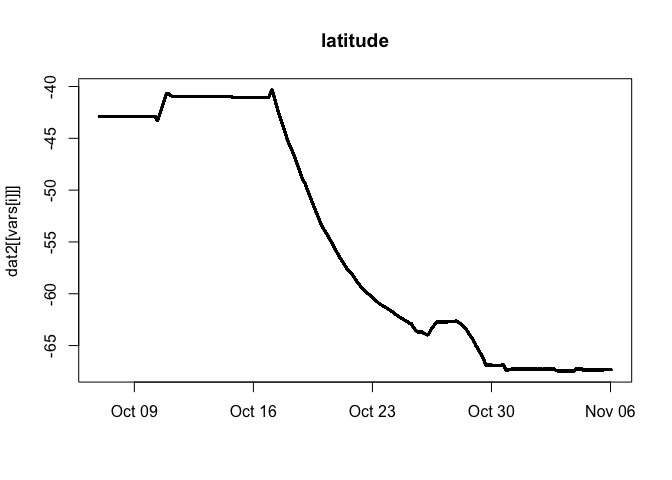 latitude
dat2[[vars[i]]]
-40
-45
-50
-55
-60
-65
Oct 09
Oct 16
Oct 23
Oct 30
Nov 06